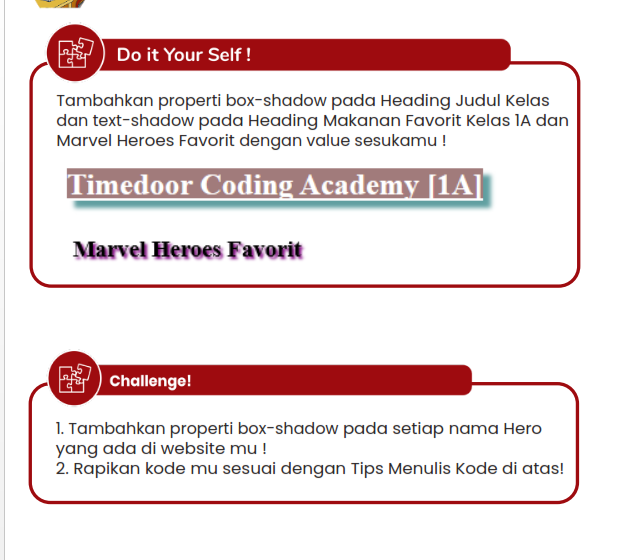 Do it Your Self !
Tambahkan properti box-shadow pada Heading Judul Kelas
dan text-shadow pada Heading Makanan Favorit Kelas 1A dan
Marvel Heroes Favorit dengan value sesukamu !
Timedoor Coding Academy [1A]
Marvel Heroes Favorit
Challenge!
1. Tambahkan properti box-shadow pada setiap nama Hero
yang ada di website mu !
2. Rapikan kode mu sesuai dengan Tips Menulis Kode di atas!